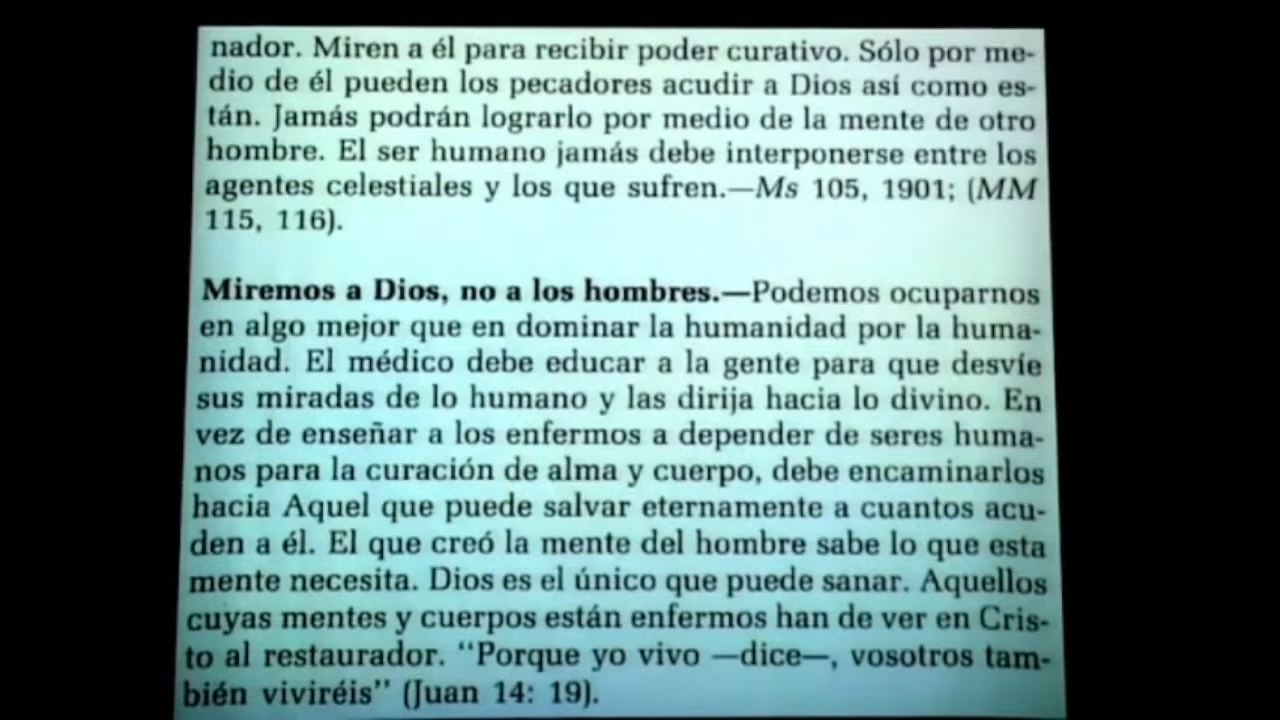 nador. Miren a él para recibir poder curativo. Sólo por me-
dio de él pueden los pecadores acudir a Dios así como es-
tán. Jamás podrán lograrlo por medio de la mente de otro
hombre. El ser humano jamás debe interponerse entre los
agentes celestiales y los que sufren.—Ms 105, 1901; (MM
115, 116).
Miremos a Dios, no a los hombres.—Podemos ocuparnos
en algo mejor que en dominar la humanidad por la huma-
nidad. El médico debe educar a la gente para que desvíe
sus miradas de lo humano y las dirija hacia lo divino. En
vez de enseñar a los enfermos a depender de seres huma-
nos para la curación de alma y cuerpo, debe encaminarlos
hacia Aquel que puede salvar eternamente a cuantos acu-
den a él. El que creó la mente del hombre sabe lo que esta
mente necesita. Dios es el único que puede sanar. Aquellos
cuyas mentes y cuerpos están enfermos han de ver en Cris-
to al restaurador. “Porque yo vivo —dice—, vosotros tam-
bién viviréis” (Juan 14: 19).